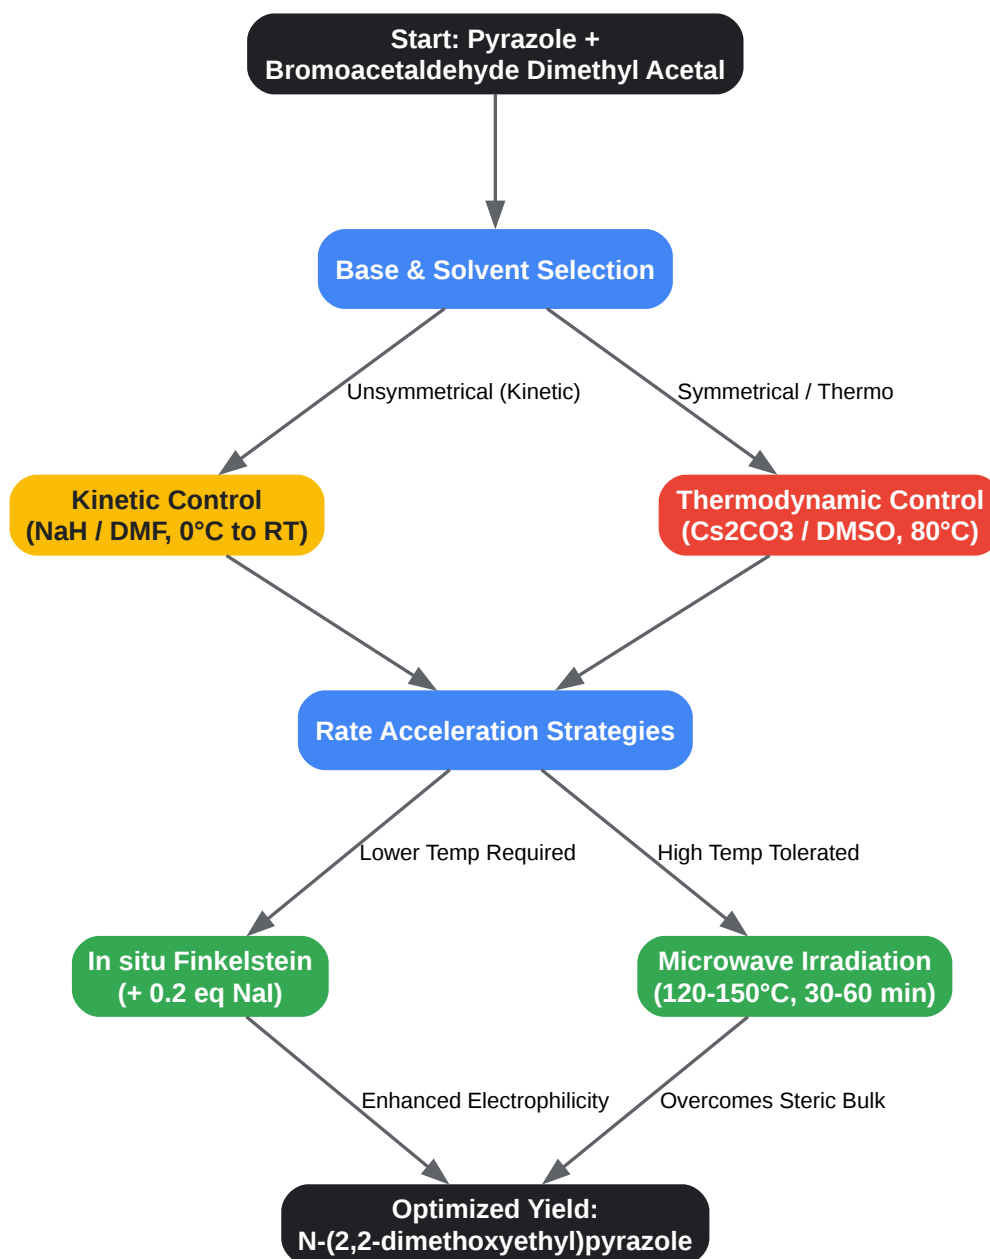 Start: Pyrazole +
Bromoacetaldehyde Dimethyl Acetal
Base & Solvent Selection
Unsymmetrical (Kinetic)
Symmetrical / Thermo
Kinetic Control
(NaH / DMF, 0°C to RT)
Thermodynamic Control
(Cs2CO3 / DMSO, 80°C)
Rate Acceleration Strategies
Lower Temp Required
High Temp Tolerated
In situ Finkelstein
(+ 0.2 eq NaI)
Microwave Irradiation
(120-150°C, 30-60 min)
Enhanced Electrophilicity
Overcomes Steric Bulk
Optimized Yield:
N-(2,2-dimethoxyethyl)pyrazole